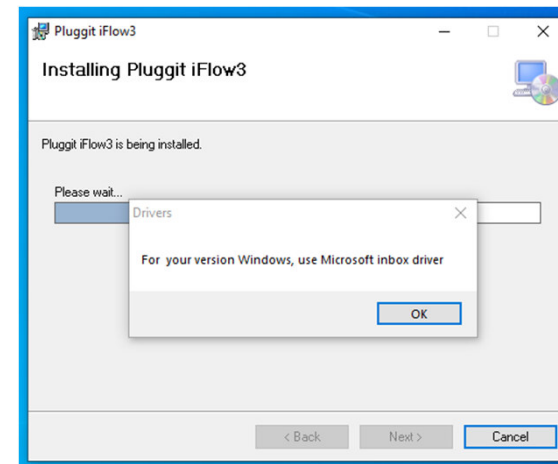 Pluggit iFlow3
Installing Pluggit iFlow3
Pluggit iFlow3 is being installed.
Please wait...
Drivers
For your version Windows, use Microsoft inbox driver
OK
< Back
Next >
Cancel